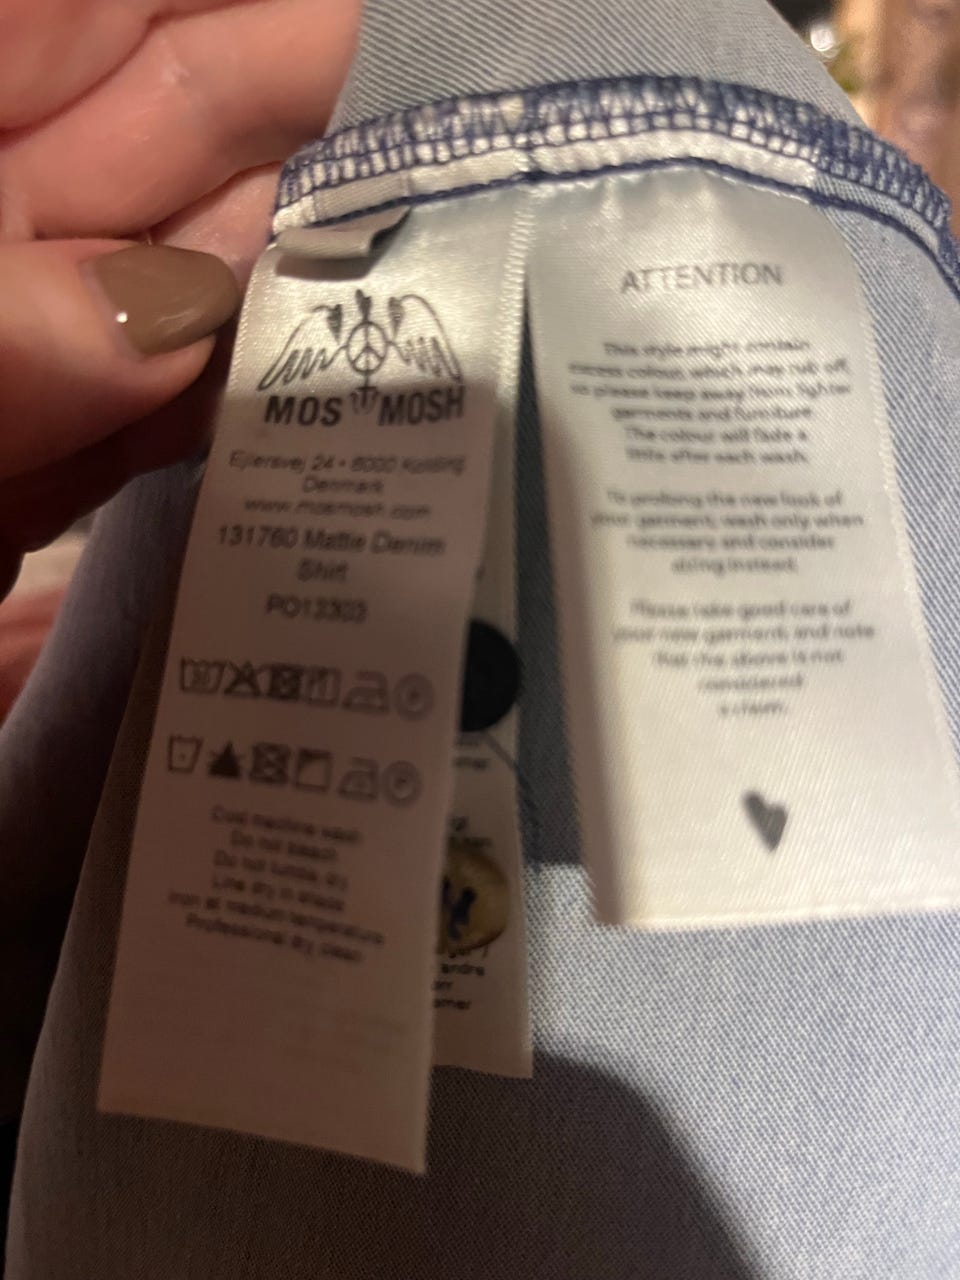 MOS MOSH
Ejlersvej 24 • 6000 Kolding
Denmark
www.mosmosh.com
131760 Mattie Denim
Shirt
PO13303
Cold machine wash
Do not bleach
Do not tumble dry
Line dry in shade
Iron at medium temperature
Professional dry clean
ATTENTION
This style might contain
excess colour, which may rub off,
so please keep away from lighter
garments and furniture.
The colour will fade a
little after each wash.
To prolong the new look of
your garment, wash only when
necessary and consider
airing instead.
Please take good care of
your new garment, and note
that the above is not
considered
a claim.